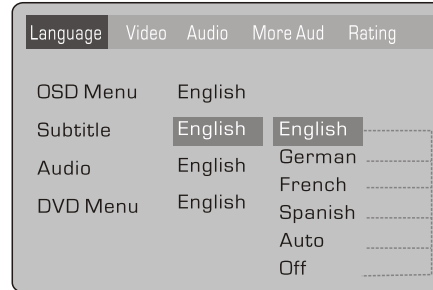 Language Video Audio More Aud Rating
OSD Menu English
Subtitle English English
German
Audio English
French
DVD Menu English
Spanish
Auto
Off